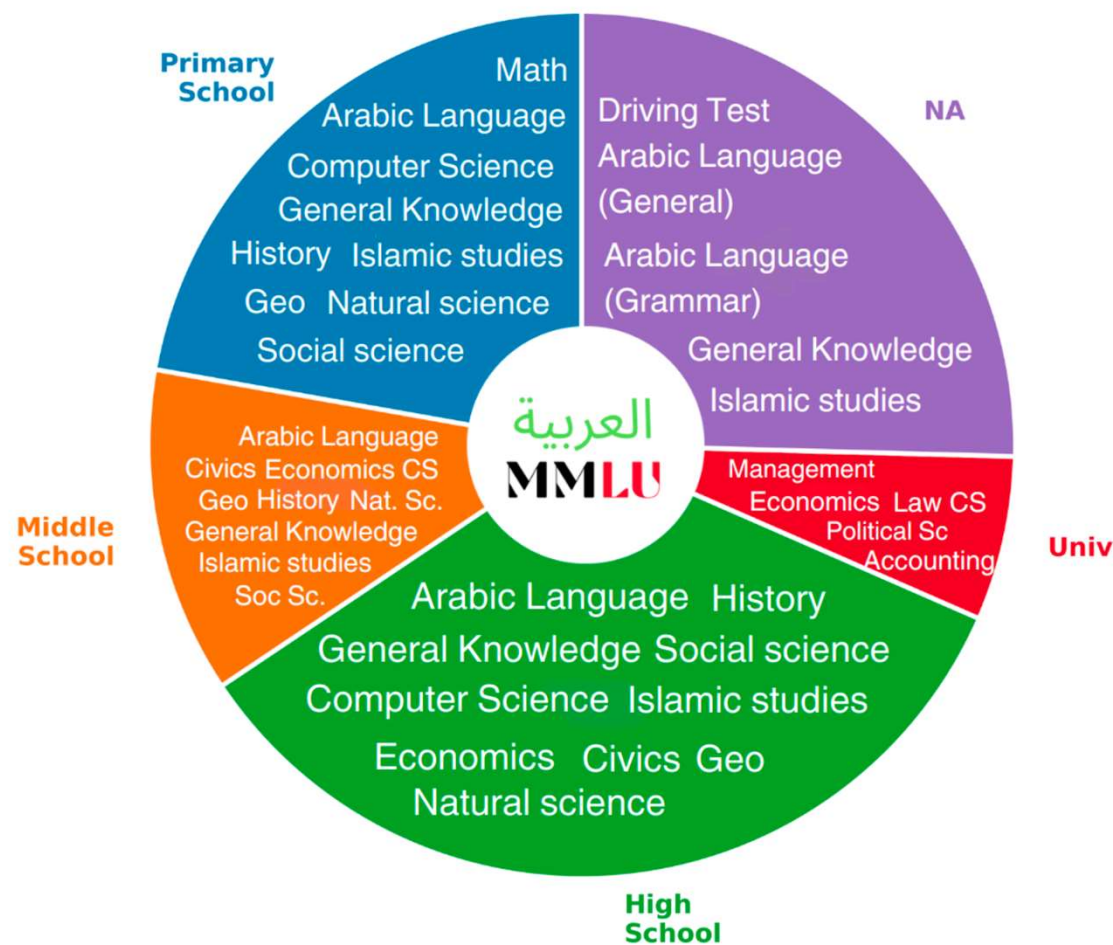 Primary
School
Math
Arabic Language
Computer Science
General Knowledge
History Islamic studies
Geo Natural science
Social science
NA
Driving Test
Arabic Language
(General)
Arabic Language
(Grammar)
General Knowledge
Islamic studies
العربية
MMLU
Middle
School
Arabic Language
Civics Economics CS
Geo History Nat. Sc.
General Knowledge
Islamic studies
Soc Sc.
Univ
Management
Economics Law CS
Political Sc
Accounting
Arabic Language History
General Knowledge Social science
Computer Science Islamic studies
Economics Civics Geo
Natural science
High
School